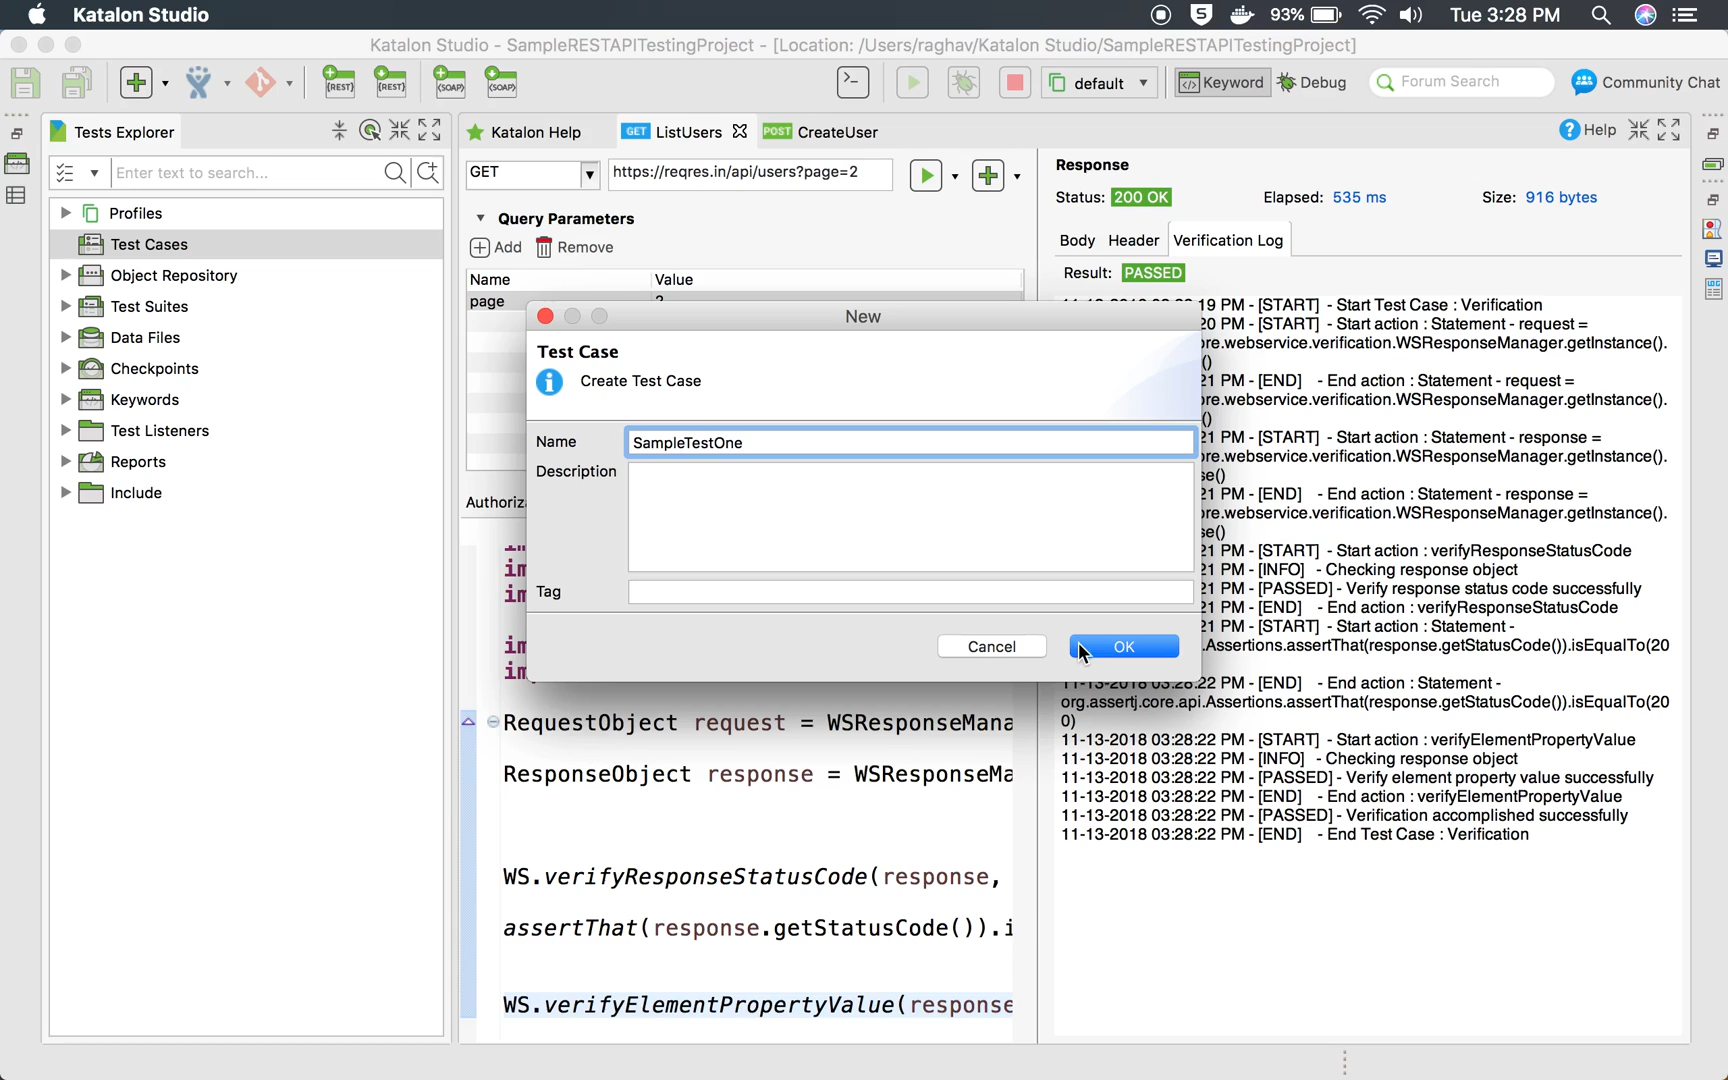 Katalon Studio
93%
Tue 3:28 PM
Katalon Studio - SampleRESTAPITestingProject - [Location: /Users/raghav/Katalon Studio/SampleRESTAPITestingProject]
{REST}
{REST}
{SOAP}
{SOAP}
default
Keyword
Debug
Forum Search
Community Chat
Tests Explorer
Katalon Help
GET ListUsers
POST CreateUser
Help
Enter text to search...
Profiles
Test Cases
Object Repository
Test Suites
Data Files
Checkpoints
Keywords
Test Listeners
Reports
Include
GET
https://reqres.in/api/users?page=2
Query Parameters
Add
Remove
Name
Value
page
Authoriz
RequestObject request = WSResponseMana
ResponseObject response = WSResponseMa
WS.verifyResponseStatusCode(response,
assertThat(response.getStatusCode()).i
WS.verifyElementPropertyValue(response
New
Test Case
Create Test Case
Name
SampleTestOne
Description
Tag
Cancel
OK
Response
Status: 200 OK
Elapsed: 535 ms
Size: 916 bytes
Body
Header
Verification Log
Result: PASSED
19 PM - [START] - Start Test Case : Verification
20 PM - [START] - Start action : Statement - request =
re.webservice.verification.WSResponseManager.getInstance().
()
21 PM - [END] - End action : Statement - request =
re.webservice.verification.WSResponseManager.getInstance().
()
21 PM - [START] - Start action : Statement - response =
re.webservice.verification.WSResponseManager.getInstance().
se()
21 PM - [END] - End action : Statement - response =
re.webservice.verification.WSResponseManager.getInstance().
se()
21 PM - [START] - Start action : verifyResponseStatusCode
21 PM - [INFO] - Checking response object
21 PM - [PASSED] - Verify response status code successfully
21 PM - [END] - End action : verifyResponseStatusCode
21 PM - [START] - Start action : Statement -
.Assertions.assertThat(response.getStatusCode()).isEqualTo(20
11-13-2018 03:28:22 PM - [END] - End action : Statement -
org.assertj.core.api.Assertions.assertThat(response.getStatusCode()).isEqualTo(20
0)
11-13-2018 03:28:22 PM - [START] - Start action : verifyElementPropertyValue
11-13-2018 03:28:22 PM - [INFO] - Checking response object
11-13-2018 03:28:22 PM - [PASSED] - Verify element property value successfully
11-13-2018 03:28:22 PM - [END] - End action : verifyElementPropertyValue
11-13-2018 03:28:22 PM - [PASSED] - Verification accomplished successfully
11-13-2018 03:28:22 PM - [END] - End Test Case : Verification